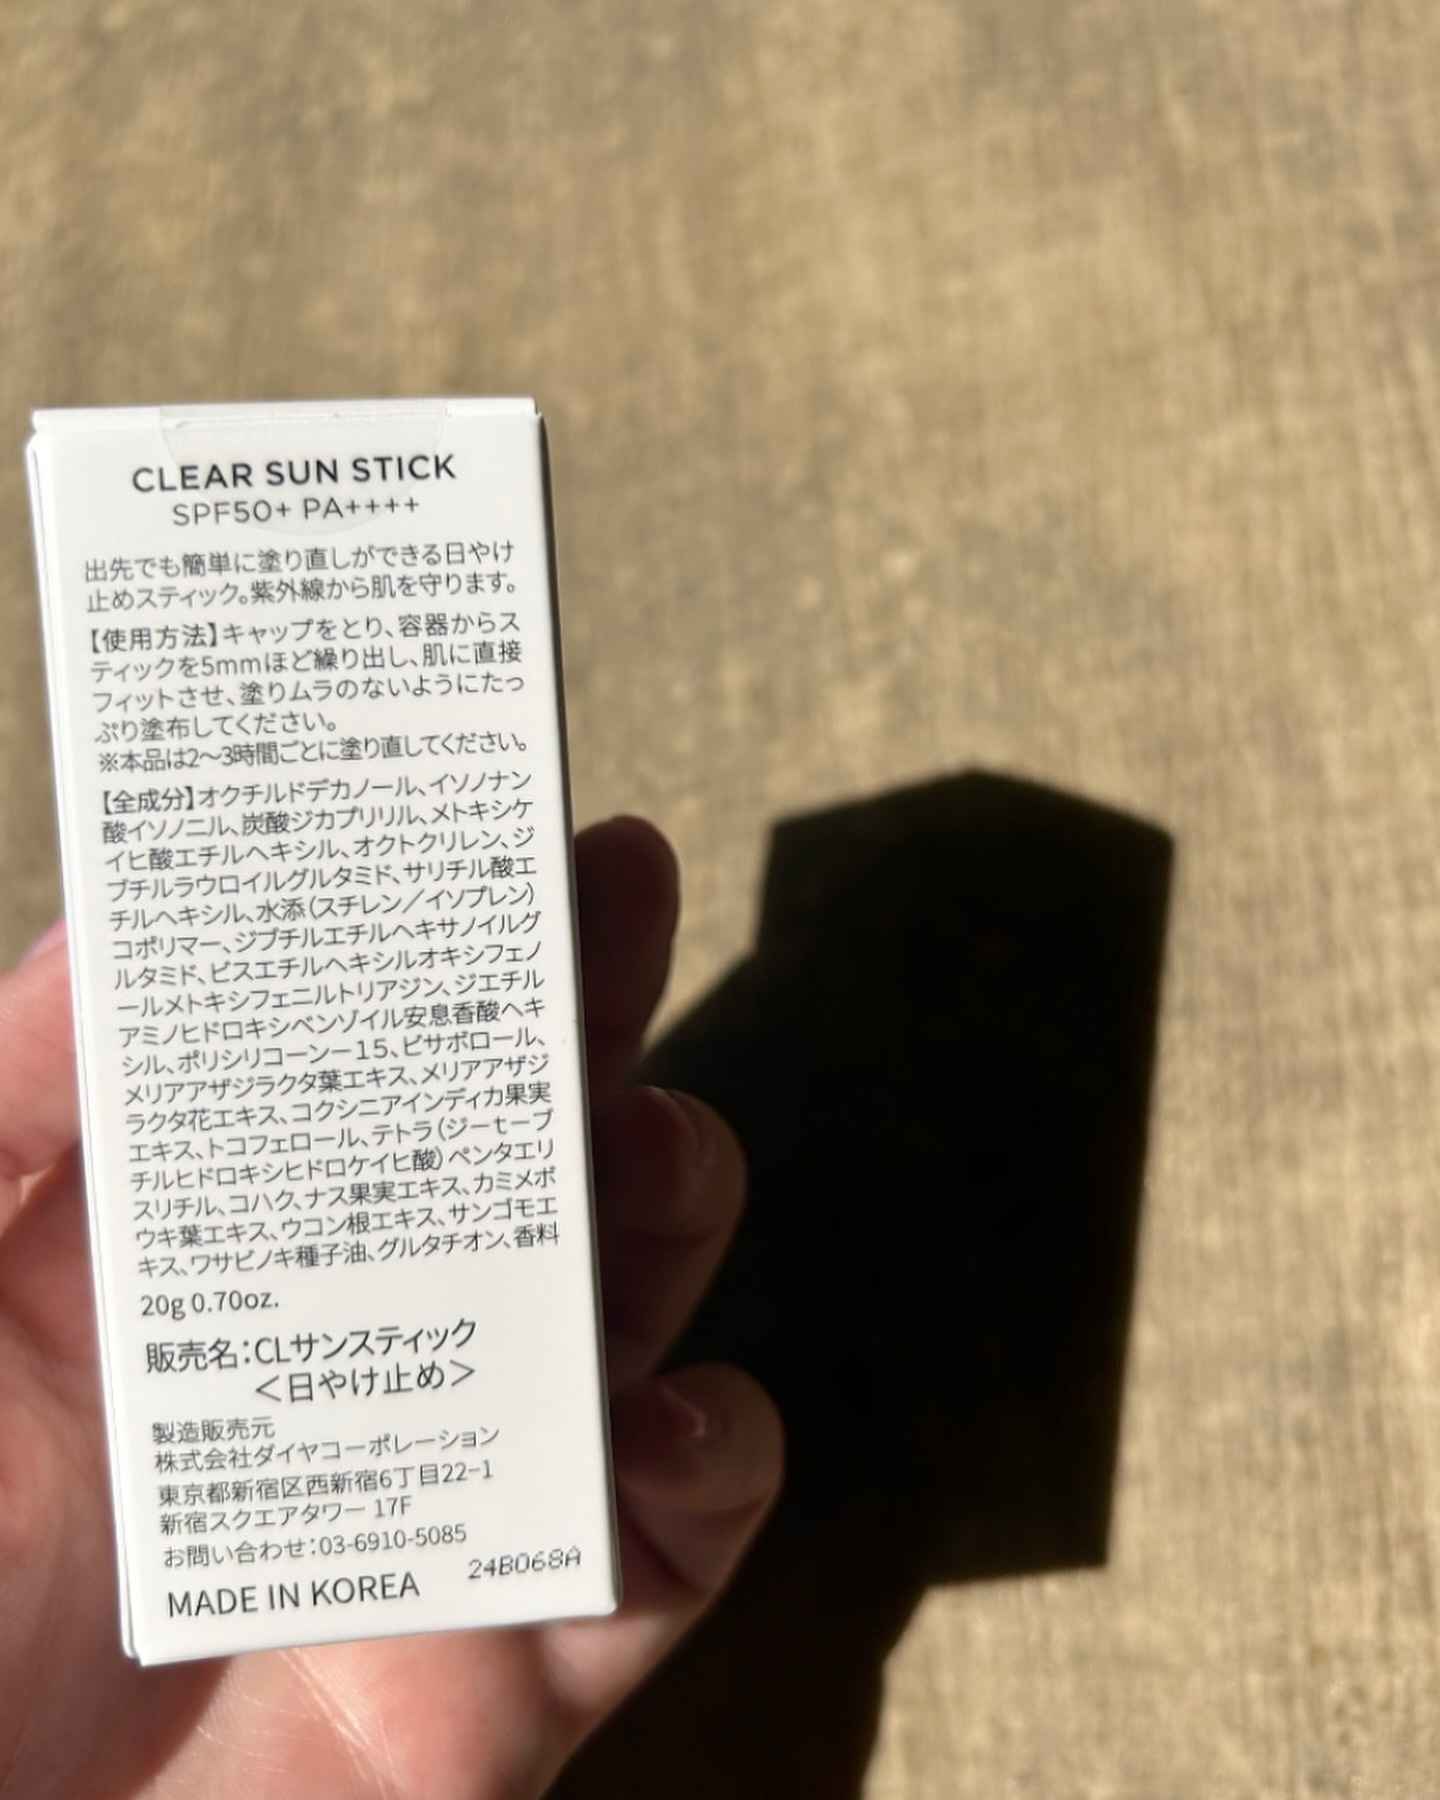 CLEAR SUN STICK
SPF50+ PA++++
出先でも簡単に塗り直しができる日やけ
止めスティック。紫外線から肌を守ります。
【使用方法】キャップをとり、容器からス
ティックを5mmほど繰り出し、肌に直接
フィットさせ、塗りムラのないようにたっ
ぷり塗布してください。
※本品は2～3時間ごとに塗り直してください。
【全成分】オクチルドデカノール、イソノナン
酸イソノニル、炭酸ジカプリリル、メトキシケ
イヒ酸エチルヘキシル、オクトクリレン、ジ
ブチルラウロイルグルタミド、サリチル酸エ
チルヘキシル、水添（スチレン／イソプレン）
コポリマー、ジブチルエチルヘキサノイルグ
ルタミド、ビスエチルヘキシルオキシフェノ
ールメトキシフェニルトリアジン、ジエチル
アミノヒドロキシベンゾイル安息香酸ヘキ
シル、ポリシリコーン－15、ビサボロール、
メリアアザジラクタ葉エキス、メリアアザジ
ラクタ花エキス、コクシニアインディカ果実
エキス、トコフェロール、テトラ（ジーtーブ
チルヒドロキシヒドロケイヒ酸）ペンタエリ
スリチル、コハク、ナス果実エキス、カミメボ
ウキ葉エキス、ウコン根エキス、サンゴモエ
キス、ワサビノキ種子油、グルタチオン、香料
20g 0.70oz.
販売名：CLサンスティック
＜日やけ止め＞
製造販売元
株式会社ダイヤコーポレーション
東京都新宿区西新宿6丁目22-1
新宿スクエアタワー 17F
お問い合わせ：03-6910-5085
24B068A
MADE IN KOREA